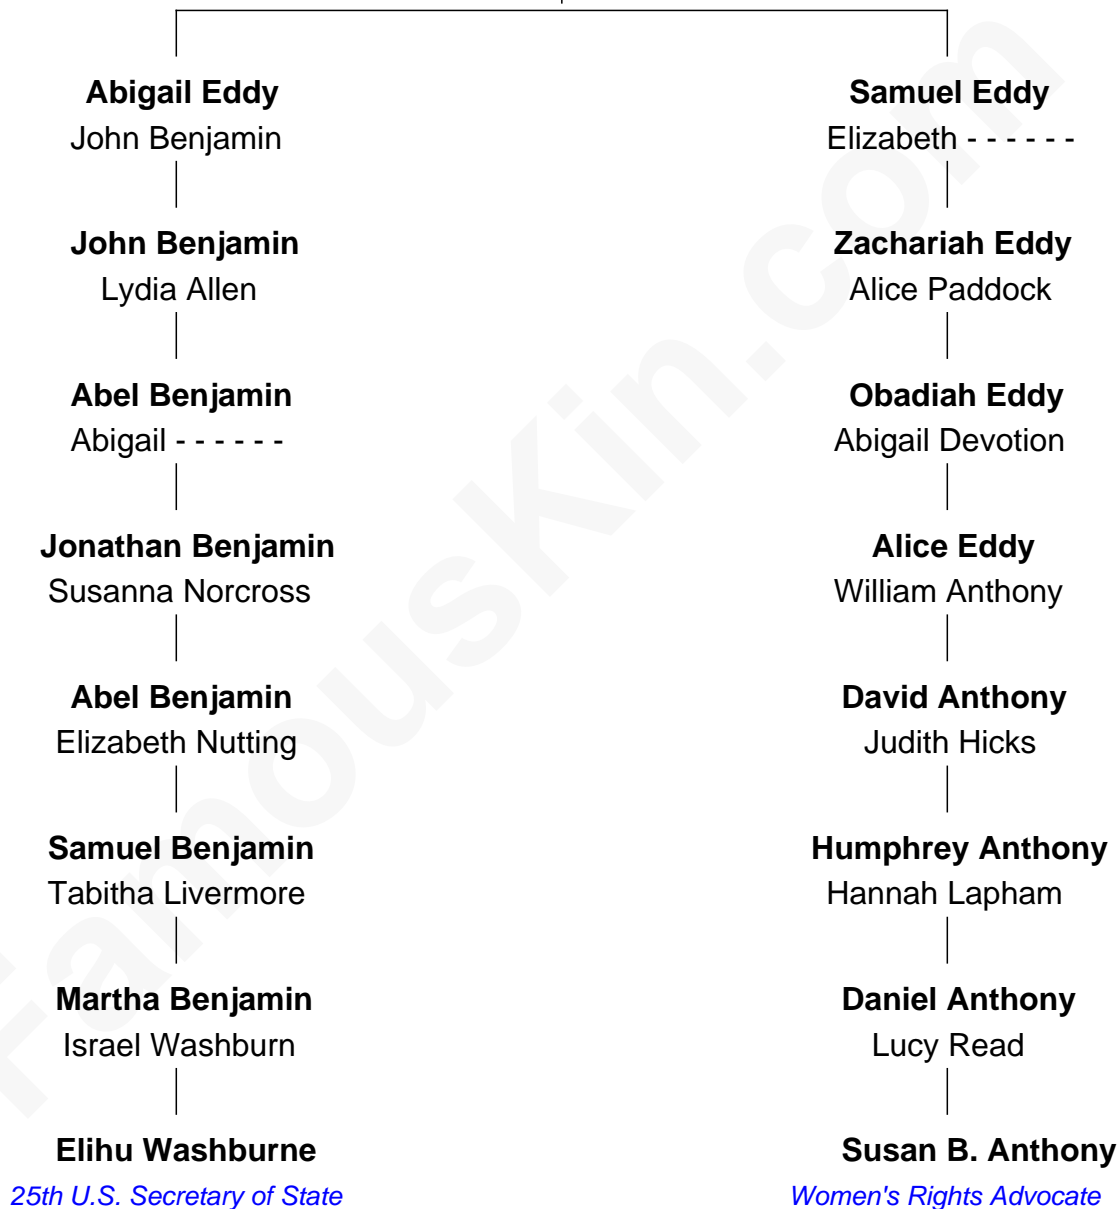 Abigail Eddy
John Benjamin
Samuel Eddy
Elizabeth - - - - - -
John Benjamin
Lydia Allen
Zachariah Eddy
Alice Paddock
Abel Benjamin
Abigail - - - - - -
Obadiah Eddy
Abigail Devotion
Jonathan Benjamin
Susanna Norcross
Alice Eddy
William Anthony
Abel Benjamin
Elizabeth Nutting
David Anthony
Judith Hicks
Samuel Benjamin
Tabitha Livermore
Humphrey Anthony
Hannah Lapham
Martha Benjamin
Israel Washburn
Daniel Anthony
Lucy Read
Elihu Washburne
25th U.S. Secretary of State
Susan B. Anthony
Women's Rights Advocate
FamousKin.com